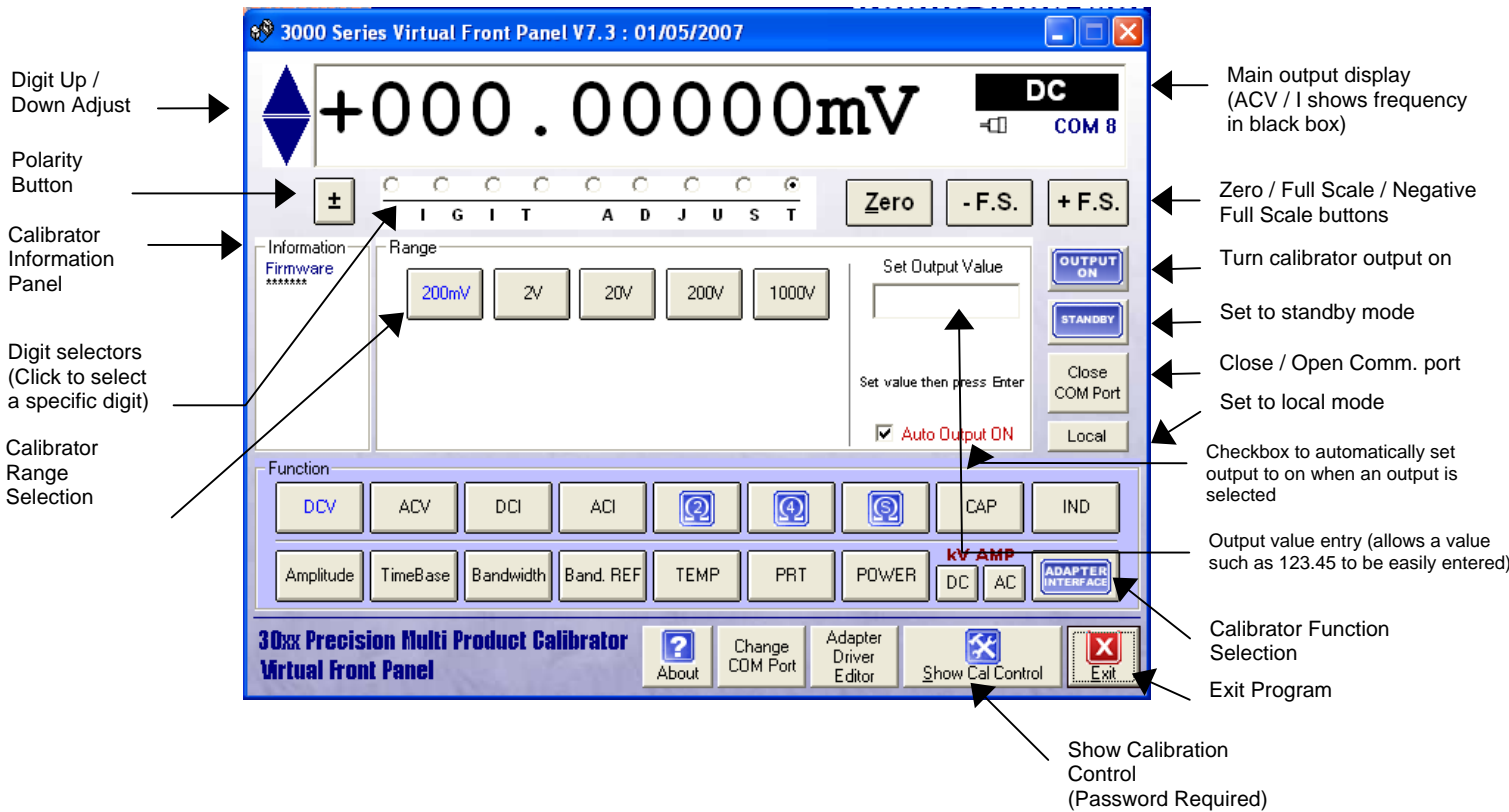 3000 Series Virtual Front Panel V7.3 : 01/05/2007
Digit Up /
Down Adjust
+000.00000mV
DC
COM 8
Main output display
(ACV / I shows frequency
in black box)
Polarity
Button
±
I G I T A D J U S T
Zero
- F.S.
+ F.S.
Zero / Full Scale / Negative
Full Scale buttons
Calibrator
Information
Panel
Information
Firmware
*******
Range
200mV
2V
20V
200V
1000V
Set Output Value
Set value then press Enter
Auto Output ON
OUTPUT
ON
Turn calibrator output on
STANDBY
Set to standby mode
Close
COM Port
Close / Open Comm. port
Local
Set to local mode
Digit selectors
(Click to select
a specific digit)
Calibrator
Range
Selection
Checkbox to automatically set
output to on when an output is
selected
Function
DCV
ACV
DCI
ACI
Ω2
Ω4
ΩS
CAP
IND
Output value entry (allows a value
such as 123.45 to be easily entered)
Amplitude
TimeBase
Bandwidth
Band. REF
TEMP
PRT
POWER
kV AMP
DC
AC
ADAPTER
INTERFACE
Calibrator Function
Selection
30xx Precision Multi Product Calibrator
Virtual Front Panel
?
About
Change
COM Port
Adapter
Driver
Editor
Show Cal Control
X
Exit
Exit Program
Show Calibration
Control
(Password Required)